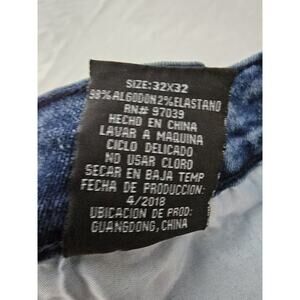 SIZE:32X32
98%ALGODON2%ELASTANO
RN# 97039
HECHO EN CHINA
LAVAR A MAQUINA
CICLO DELICADO
NO USAR CLORO
SECAR EN BAJA TEMP
FECHA DE PRODUCCION:
4/2018
UBICACION DE PROD:
GUANGDONG,CHINA